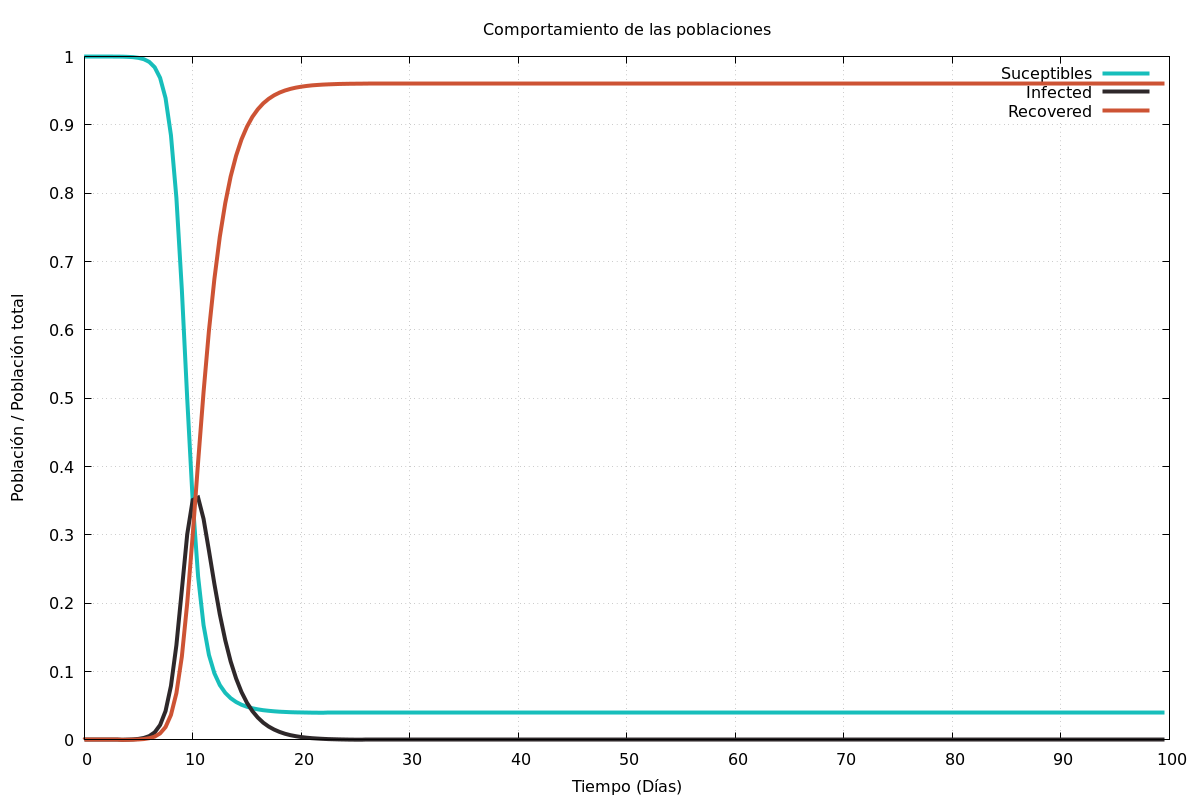 Comportamiento de las poblaciones
1
0.9
0.8
0.7
0.6
0.5
0.4
0.3
0.2
0.1
0
Población / Población total
Suceptibles
Infected
Recovered
0 10 20 30 40 50 60 70 80 90 100
Tiempo (Días)